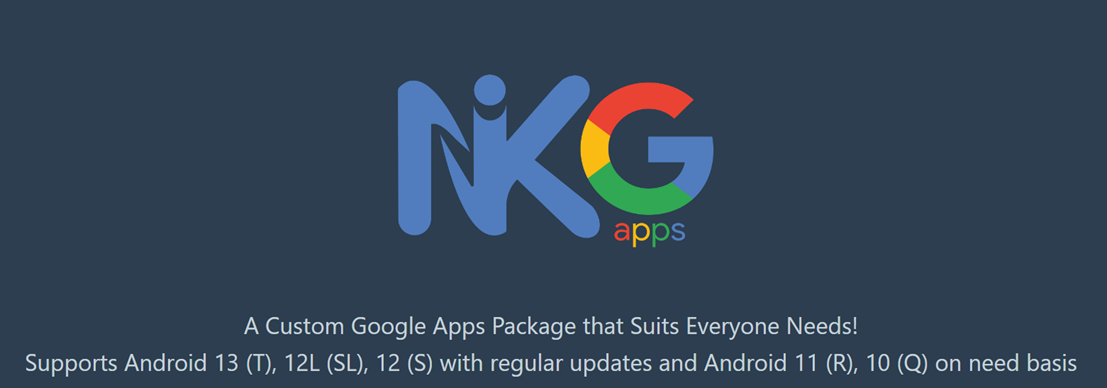 NiKG
apps
A Custom Google Apps Package that Suits Everyone Needs!
Supports Android 13 (T), 12L (SL), 12 (S) with regular updates and Android 11 (R), 10 (Q) on need basis